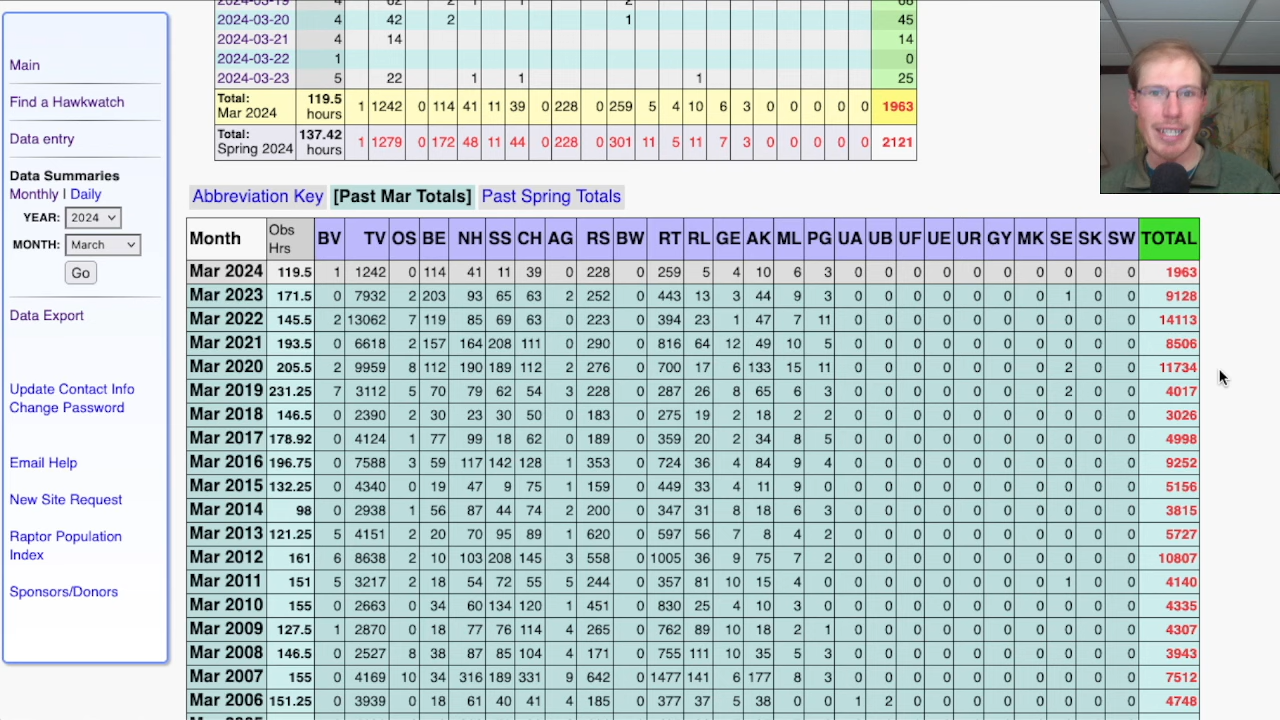 Main
Find a Hawkwatch
Data entry
Data Summaries
Monthly | Daily
YEAR: 2024
MONTH: March
Go
Data Export
Update Contact Info
Change Password
Email Help
New Site Request
Raptor Population
Index
Sponsors/Donors
2024-03-20 4 42 2 1 45
2024-03-21 4 14 14
2024-03-22 1 0
2024-03-23 5 22 1 1 1 25
Total: Mar 2024 119.5 hours 1 1242 0 114 41 11 39 0 228 0 259 5 4 10 6 3 0 0 0 0 1963
Total: Spring 2024 137.42 hours 1 1279 0 172 48 11 44 0 228 0 301 11 5 11 7 3 0 0 0 0 2121
Abbreviation Key [Past Mar Totals] Past Spring Totals
Month Obs Hrs BV TV OS BE NH SS CH AG RS BW RT RL GE AK ML PG UA UB UF UE UR GY MK SE SK SW TOTAL
Mar 2024 119.5 1 1242 0 114 41 11 39 0 228 0 259 5 4 10 6 3 0 0 0 0 0 0 0 0 0 0 1963
Mar 2023 171.5 0 7932 2 203 93 65 63 2 252 0 443 13 3 44 9 3 0 0 0 0 0 0 0 1 0 0 9128
Mar 2022 145.5 2 13062 7 119 85 69 63 0 223 0 394 23 1 47 7 11 0 0 0 0 0 0 0 0 0 0 14113
Mar 2021 193.5 0 6618 2 157 164 208 111 0 290 0 816 64 12 49 10 5 0 0 0 0 0 0 0 0 0 0 8506
Mar 2020 205.5 2 9959 8 112 190 189 112 2 276 0 700 17 6 133 15 11 0 0 0 0 0 0 0 2 0 0 11734
Mar 2019 231.25 7 3112 5 70 79 62 54 3 228 0 287 26 8 65 6 3 0 0 0 0 0 0 0 2 0 0 4017
Mar 2018 146.5 0 2390 2 30 23 30 50 0 183 0 275 19 2 18 2 2 0 0 0 0 0 0 0 0 0 0 3026
Mar 2017 178.92 0 4124 1 77 99 18 62 0 189 0 359 20 2 34 8 5 0 0 0 0 0 0 0 0 0 0 4998
Mar 2016 196.75 0 7588 3 59 117 142 128 1 353 0 724 36 4 84 9 4 0 0 0 0 0 0 0 0 0 0 9252
Mar 2015 132.25 0 4340 0 19 47 9 75 1 159 0 449 33 4 11 9 0 0 0 0 0 0 0 0 0 0 0 5156
Mar 2014 98 0 2938 1 56 87 44 74 2 200 0 347 31 8 18 6 3 0 0 0 0 0 0 0 0 0 0 3815
Mar 2013 121.25 5 4151 2 20 70 95 89 1 620 0 597 56 7 8 4 2 0 0 0 0 0 0 0 0 0 0 5727
Mar 2012 161 6 8638 2 10 103 208 145 3 558 0 1005 36 9 75 7 2 0 0 0 0 0 0 0 0 0 0 10807
Mar 2011 151 5 3217 2 18 54 72 55 5 244 0 357 81 10 15 4 0 0 0 0 0 0 0 0 1 0 0 4140
Mar 2010 155 0 2663 0 34 60 134 120 1 451 0 830 25 4 10 3 0 0 0 0 0 0 0 0 0 0 0 4335
Mar 2009 127.5 1 2870 0 18 77 76 114 4 265 0 762 89 10 18 2 1 0 0 0 0 0 0 0 0 0 0 4307
Mar 2008 146.5 0 2527 8 38 87 85 104 4 171 0 755 111 10 35 5 3 0 0 0 0 0 0 0 0 0 0 3943
Mar 2007 155 0 4169 10 34 316 189 331 9 642 0 1477 141 6 177 8 3 0 0 0 0 0 0 0 0 0 0 7512
Mar 2006 151.25 0 3939 0 18 61 40 41 4 185 0 377 37 5 38 0 0 1 2 0 0 0 0 0 0 0 0 4748